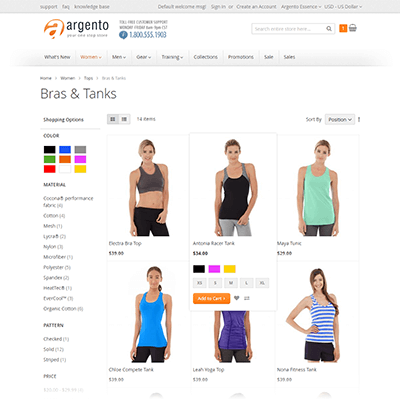 support faq knowledge base
Default welcome msg! Sign in or Create an Account Argento Essence USD - US Dollar
argento
your one stop store
TOLL FREE CUSTOMER SUPPORT
MONDAY-FRIDAY 8am-5pm CST
1.800.555.1903
Search entire store here...
What's New Women Men Gear Training Collections Promotions Sale Sales
Home > Women > Tops > Bras & Tanks
Bras & Tanks
Shopping Options
14 items
Sort By Position
COLOR
MATERIAL
Cocona® performance
fabric (4)
Cotton (4)
Mesh (1)
Lycra® (2)
Nylon (3)
Microfiber (1)
Polyester (5)
Spandex (2)
HeatTec® (1)
EverCool™ (3)
Organic Cotton (6)
PATTERN
Checked (1)
Solid (12)
Striped (1)
PRICE
Electra Bra Top
$39.00
Antonia Racer Tank
$34.00
XS S M L XL
Add to Cart
Maya Tunic
$29.00
Chloe Compete Tank
$39.00
Leah Yoga Top
$39.00
Nona Fitness Tank
$39.00